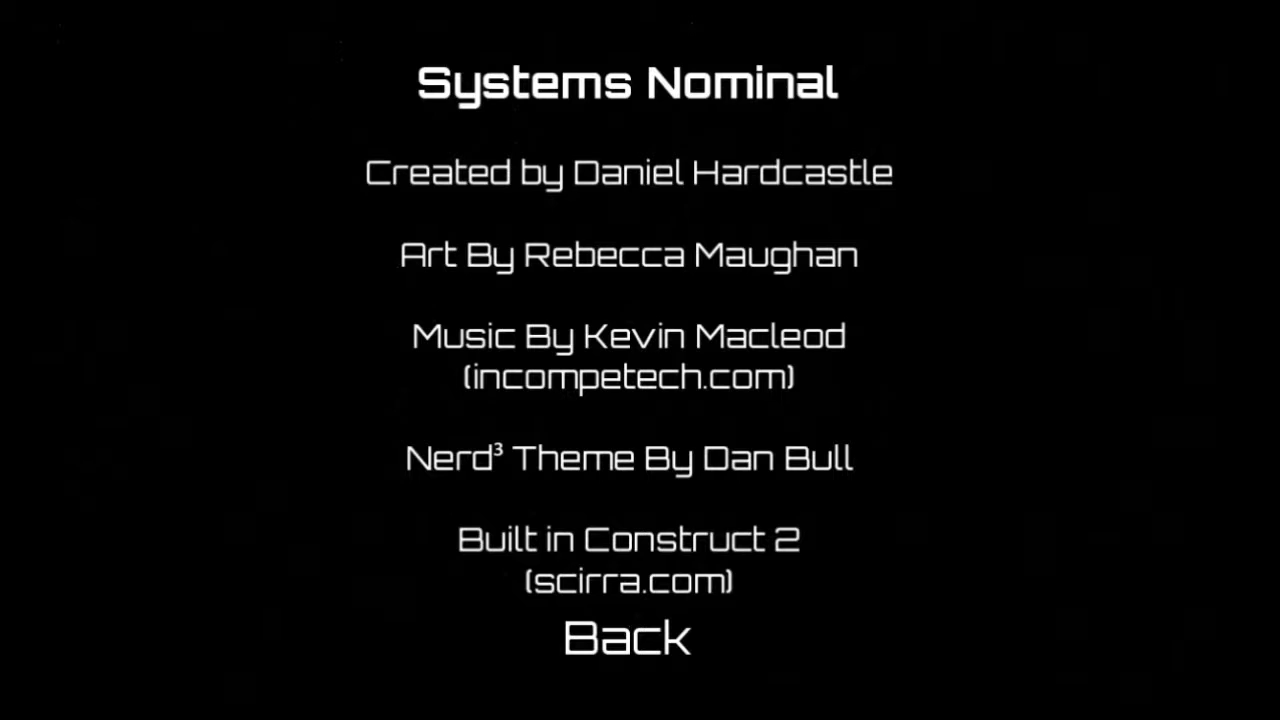 Systems Nominal
Created by Daniel Hardcastle
Art By Rebecca Maughan
Music By Kevin Macleod
(incompetech.com)
Nerd³ Theme By Dan Bull
Built in Construct 2
(scirra.com)
Back